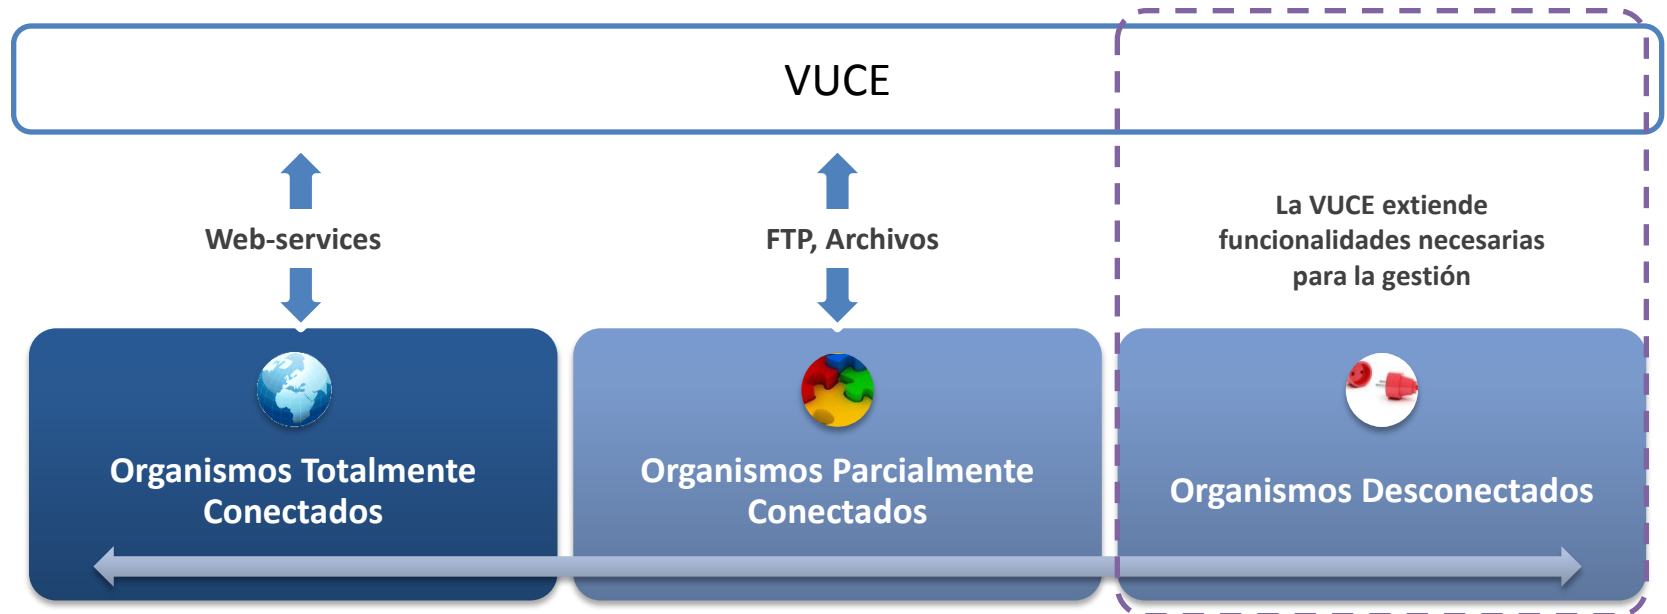 VUCE
Web-services
FTP, Archivos
La VUCE extiende
funcionalidades necesarias
para la gestión
Organismos Totalmente
Conectados
Organismos Parcialmente
Conectados
Organismos Desconectados